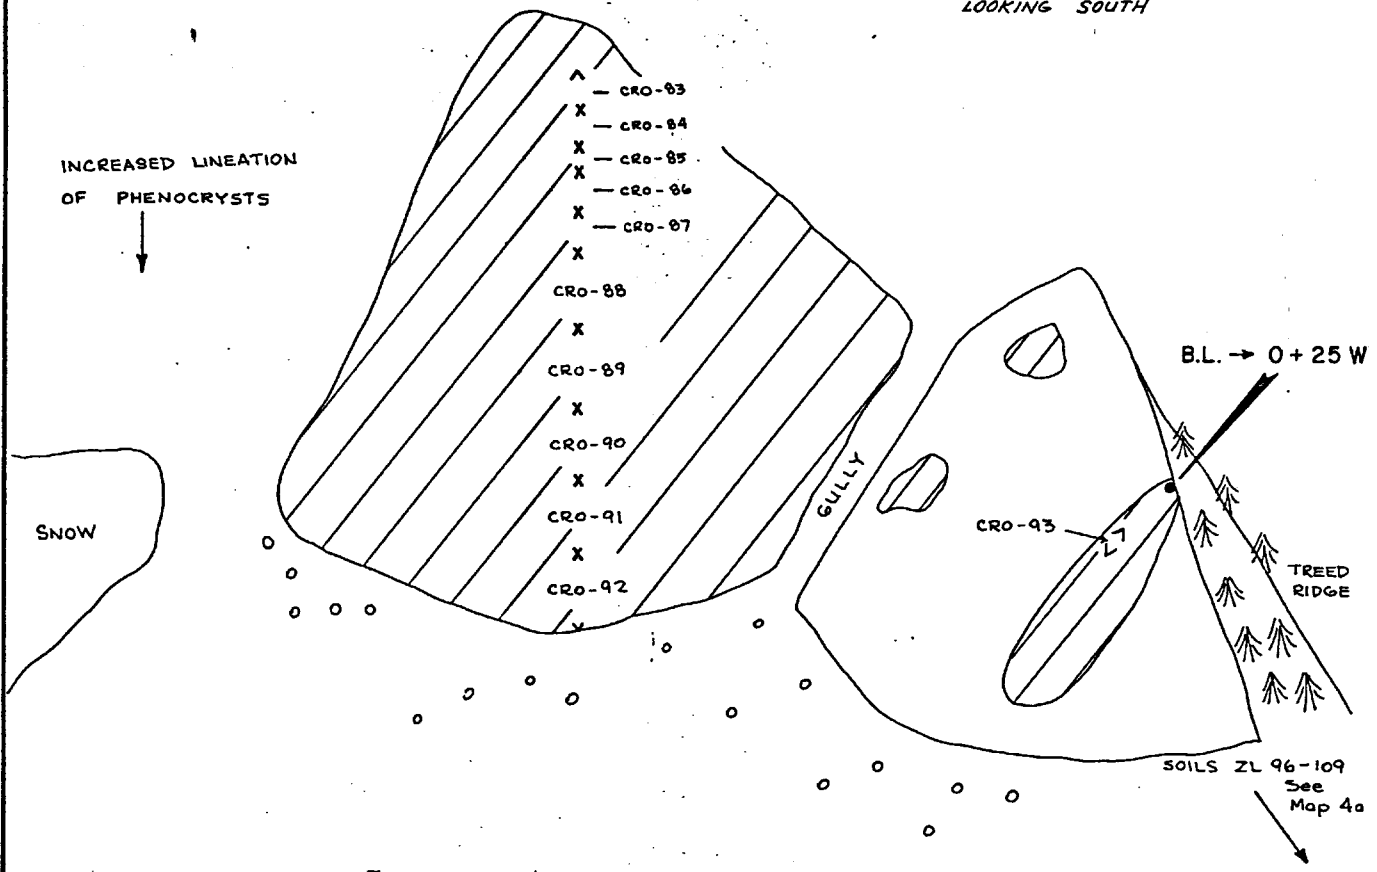 LOOKING SOUTH
CRO-83
CRO-84
CRO-85
CRO-86
CRO-87
INCREASED LINEATION
OF PHENOCRYSTS
CRO-88
CRO-89
CRO-90
CRO-91
CRO-92
B.L. → 0+25 W
GULLY
SNOW
CRO-93
TREED
RIDGE
SOILS ZL 96-109
See
Map 4a